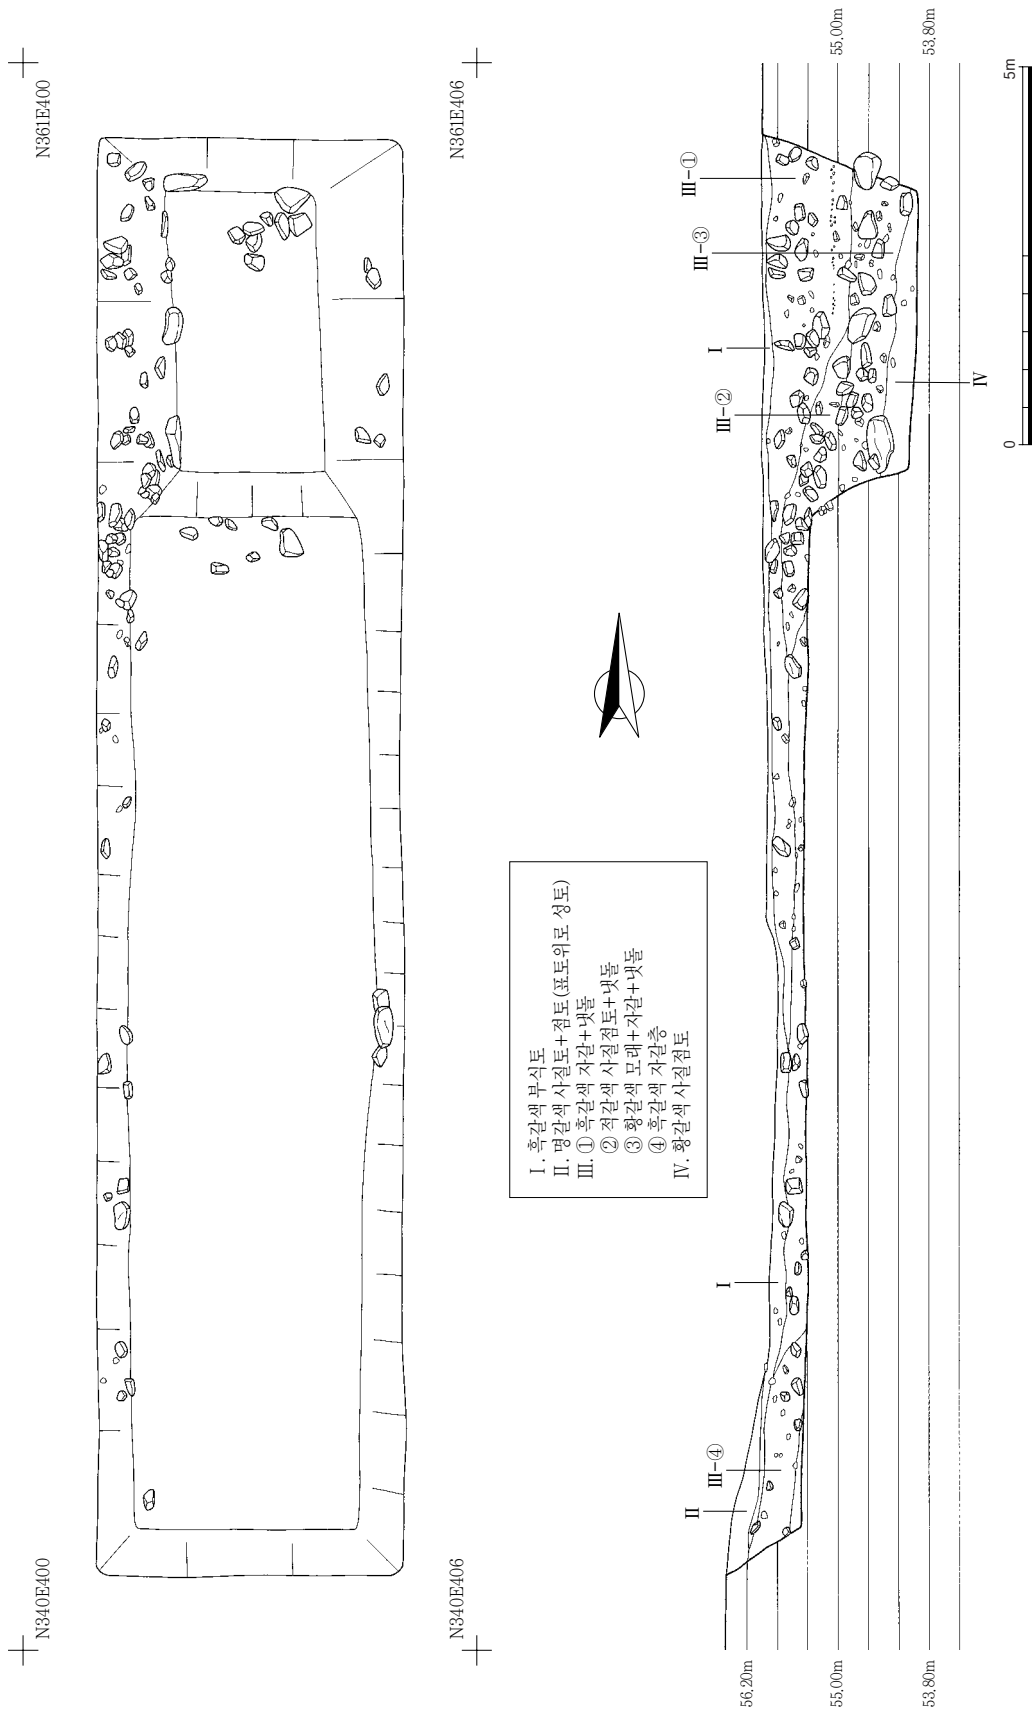 N340E400
N361E400
N340E406
N361E406
Ⅰ. 흑갈색 부식토
Ⅱ. 명갈색 사질토+점토(표토위로 성토)
Ⅲ. ① 흑갈색 자갈+냇돌
② 적갈색 사질점토+냇돌
③ 황갈색 모래+자갈+냇돌
④ 흑갈색 자갈층
Ⅳ. 황갈색 사질점토
Ⅱ
Ⅲ-④
Ⅰ
Ⅲ-②
Ⅰ
Ⅲ-③
Ⅲ-①
Ⅳ
56.20m
55.00m
53.80m
55.00m
53.80m
0
5m